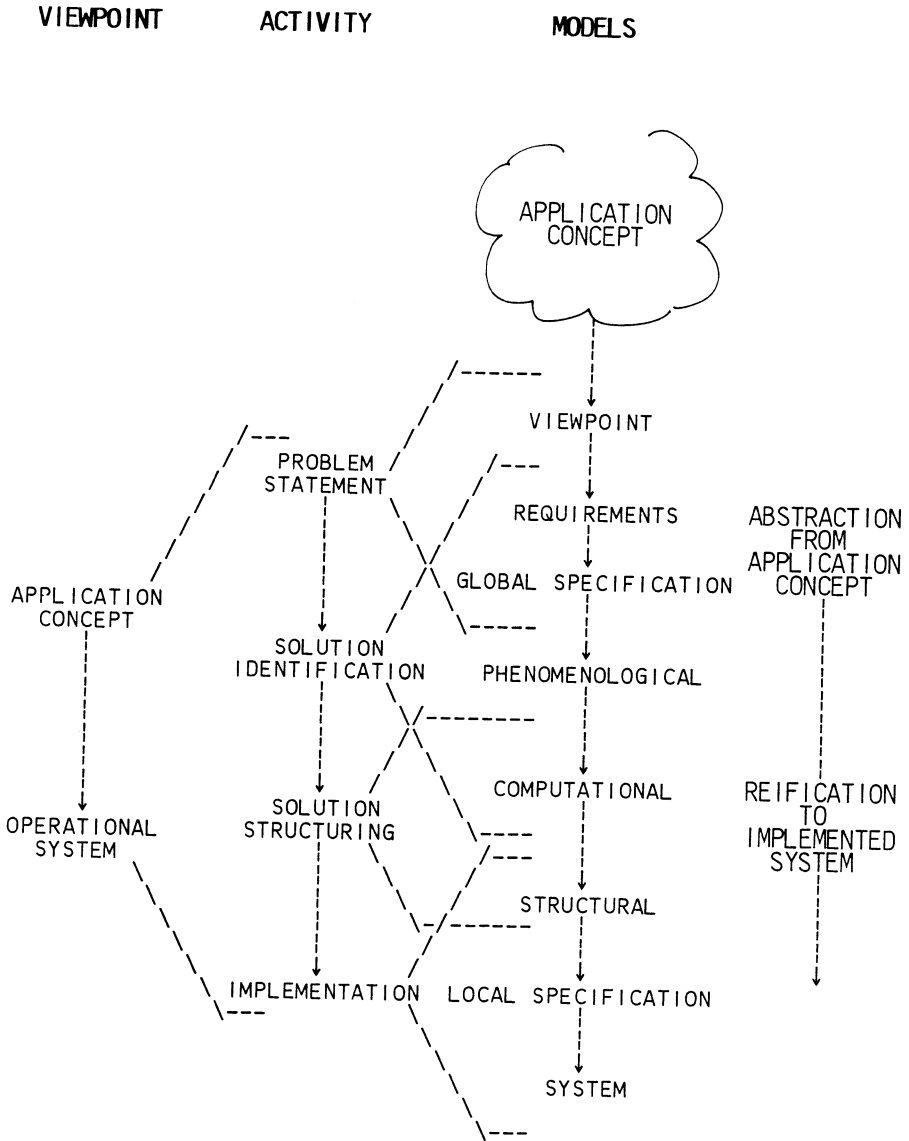 VIEWPOINT ACTIVITY MODELS
APPLICATION
CONCEPT
VIEWPOINT
PROBLEM
STATEMENT
REQUIREMENTS
ABSTRACTION
FROM
APPLICATION
CONCEPT
GLOBAL SPECIFICATION
APPLICATION
CONCEPT
SOLUTION
IDENTIFICATION
PHENOMENOLOGICAL
COMPUTATIONAL
REIFICATION
TO
IMPLEMENTED
SYSTEM
SOLUTION
STRUCTURING
OPERATIONAL
SYSTEM
STRUCTURAL
IMPLEMENTATION
LOCAL SPECIFICATION
SYSTEM